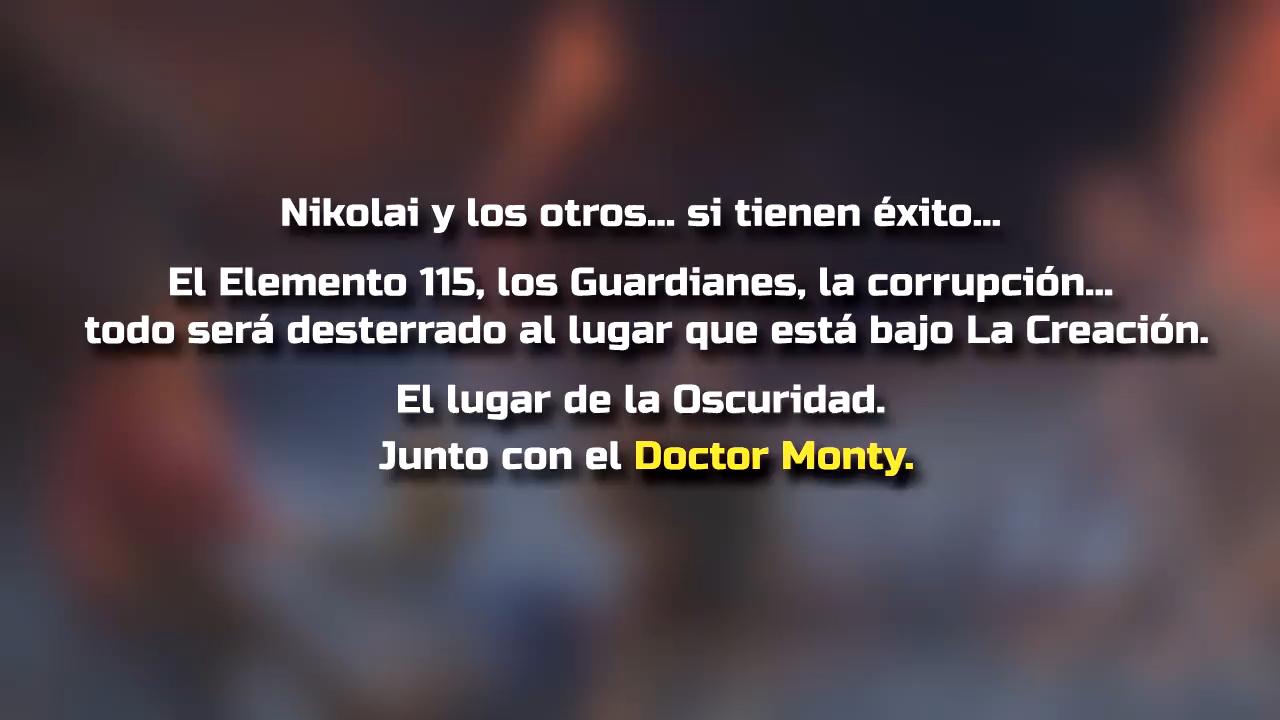 Nikolai y los otros... si tienen éxito...
El Elemento 115, los Guardianes, la corrupción...
todo será desterrado al lugar que está bajo La Creación.
El lugar de la Oscuridad.
Junto con el Doctor Monty.